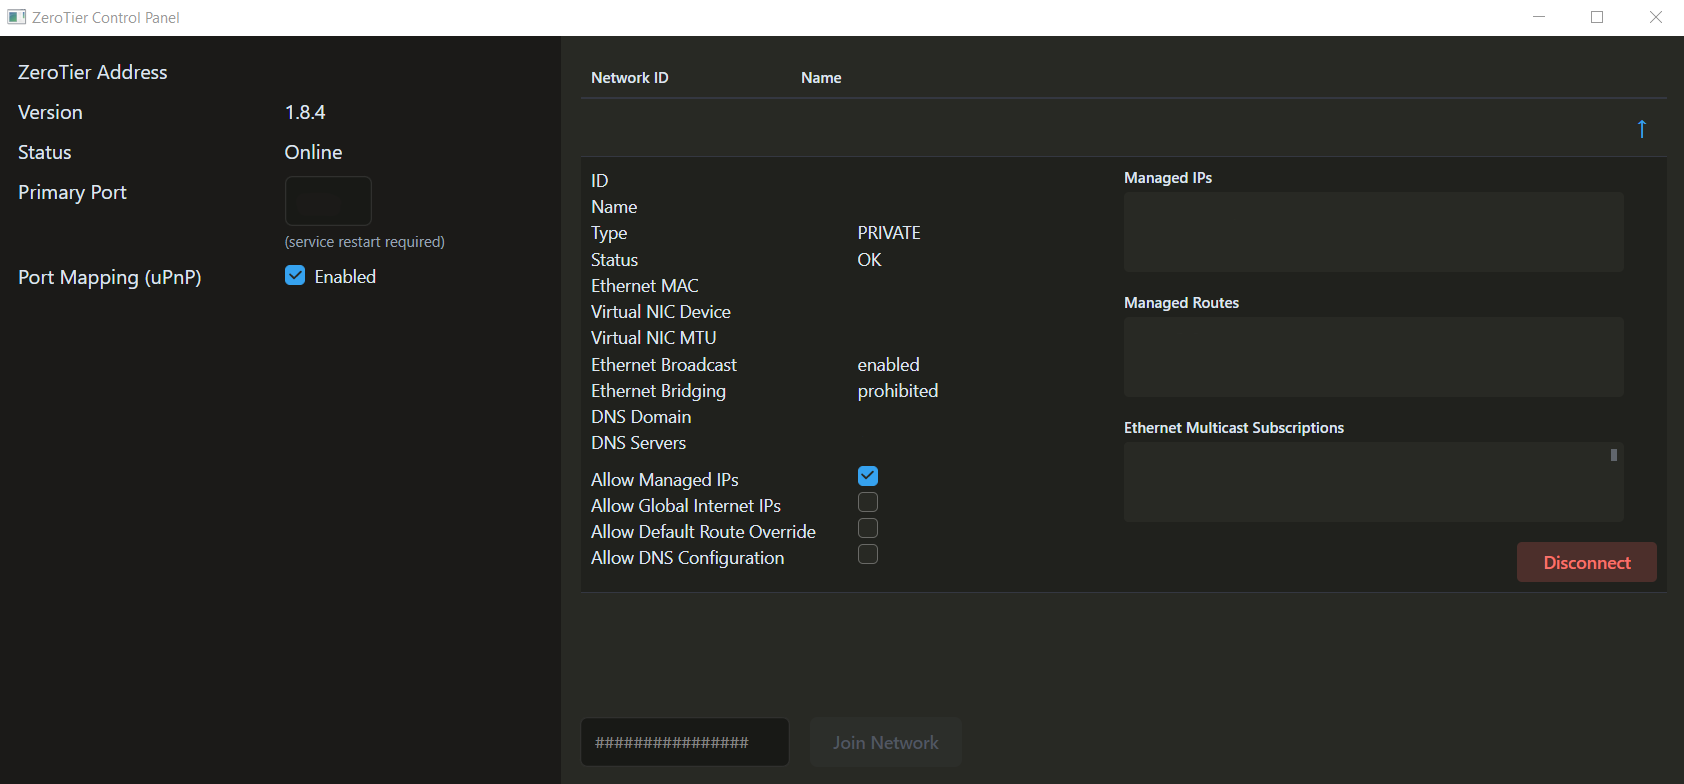 ZeroTier Control Panel
ZeroTier Address
Version 1.8.4
Status Online
Primary Port
(service restart required)
Port Mapping (uPnP) Enabled
Network ID Name
ID
Name
Type PRIVATE
Status OK
Ethernet MAC
Virtual NIC Device
Virtual NIC MTU
Ethernet Broadcast enabled
Ethernet Bridging prohibited
DNS Domain
DNS Servers
Allow Managed IPs
Allow Global Internet IPs
Allow Default Route Override
Allow DNS Configuration
Managed IPs
Managed Routes
Ethernet Multicast Subscriptions
Disconnect
################ Join Network